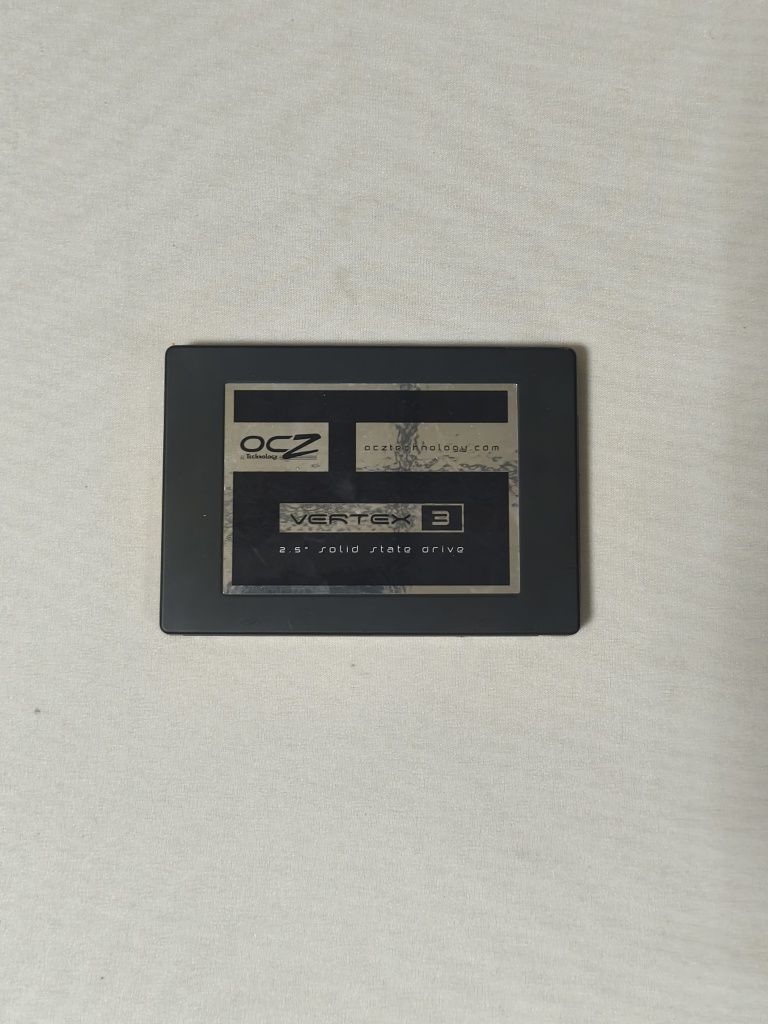 OCZ
Technology
ocztechnology.com
VERTEX 3
2.5" solid state drive